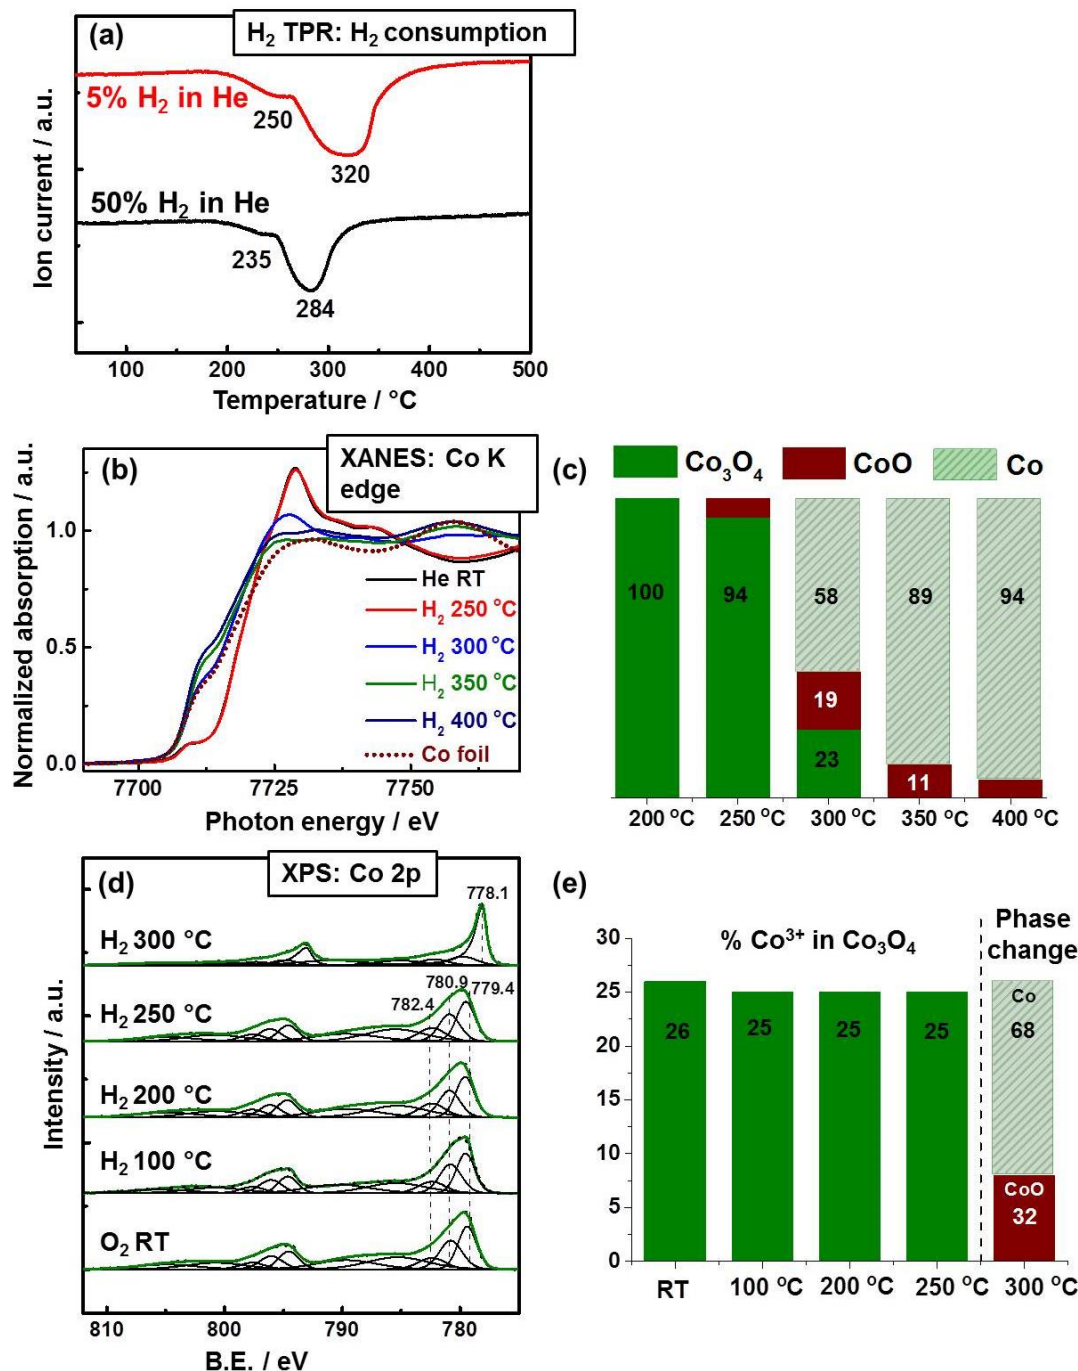 (a)
H₂ TPR: H₂ consumption
5% H₂ in He
250
320
50% H₂ in He
235
284
Ion current / a.u.
100 200 300 400 500
Temperature / °C
(b)
XANES: Co K
edge
1.0
0.5
0.0
Normalized absorption / a.u.
He RT
H₂ 250 °C
H₂ 300 °C
H₂ 350 °C
H₂ 400 °C
Co foil
7700 7725 7750
Photon energy / eV
(c)
Co₃O₄ CoO Co
100 94 58 89 94
19
23
11
200 °C 250 °C 300 °C 350 °C 400 °C
(d)
XPS: Co 2p
778.1
H₂ 300 °C
780.9
782.4 779.4
H₂ 250 °C
H₂ 200 °C
H₂ 100 °C
O₂ RT
Intensity / a.u.
810 800 790 780
B.E. / eV
(e)
% Co³⁺ in Co₃O₄
Phase
change
30
25
20
15
10
5
0
26 25 25 25
Co
68
CoO
32
RT 100 °C 200 °C 250 °C 300 °C